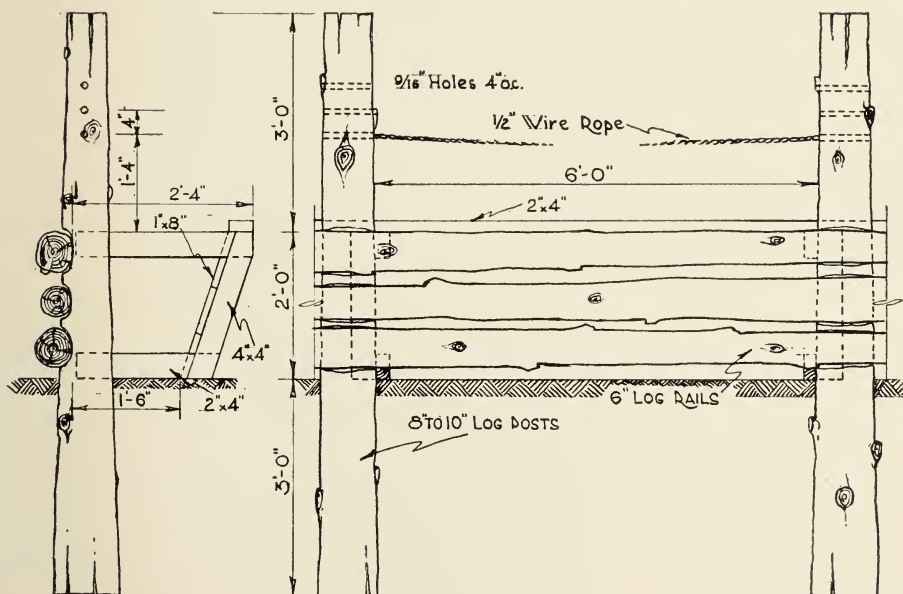 9/16" Holes 4" o.c.
1/2" Wire Rope
3'-0"
4"
1'-4"
6'-0"
2'-4"
2"x4"
1"x8"
2'-0"
4"x4"
1'-6"
2"x4"
6" LOG RAILS
8" TO 10" LOG POSTS
3'-0"